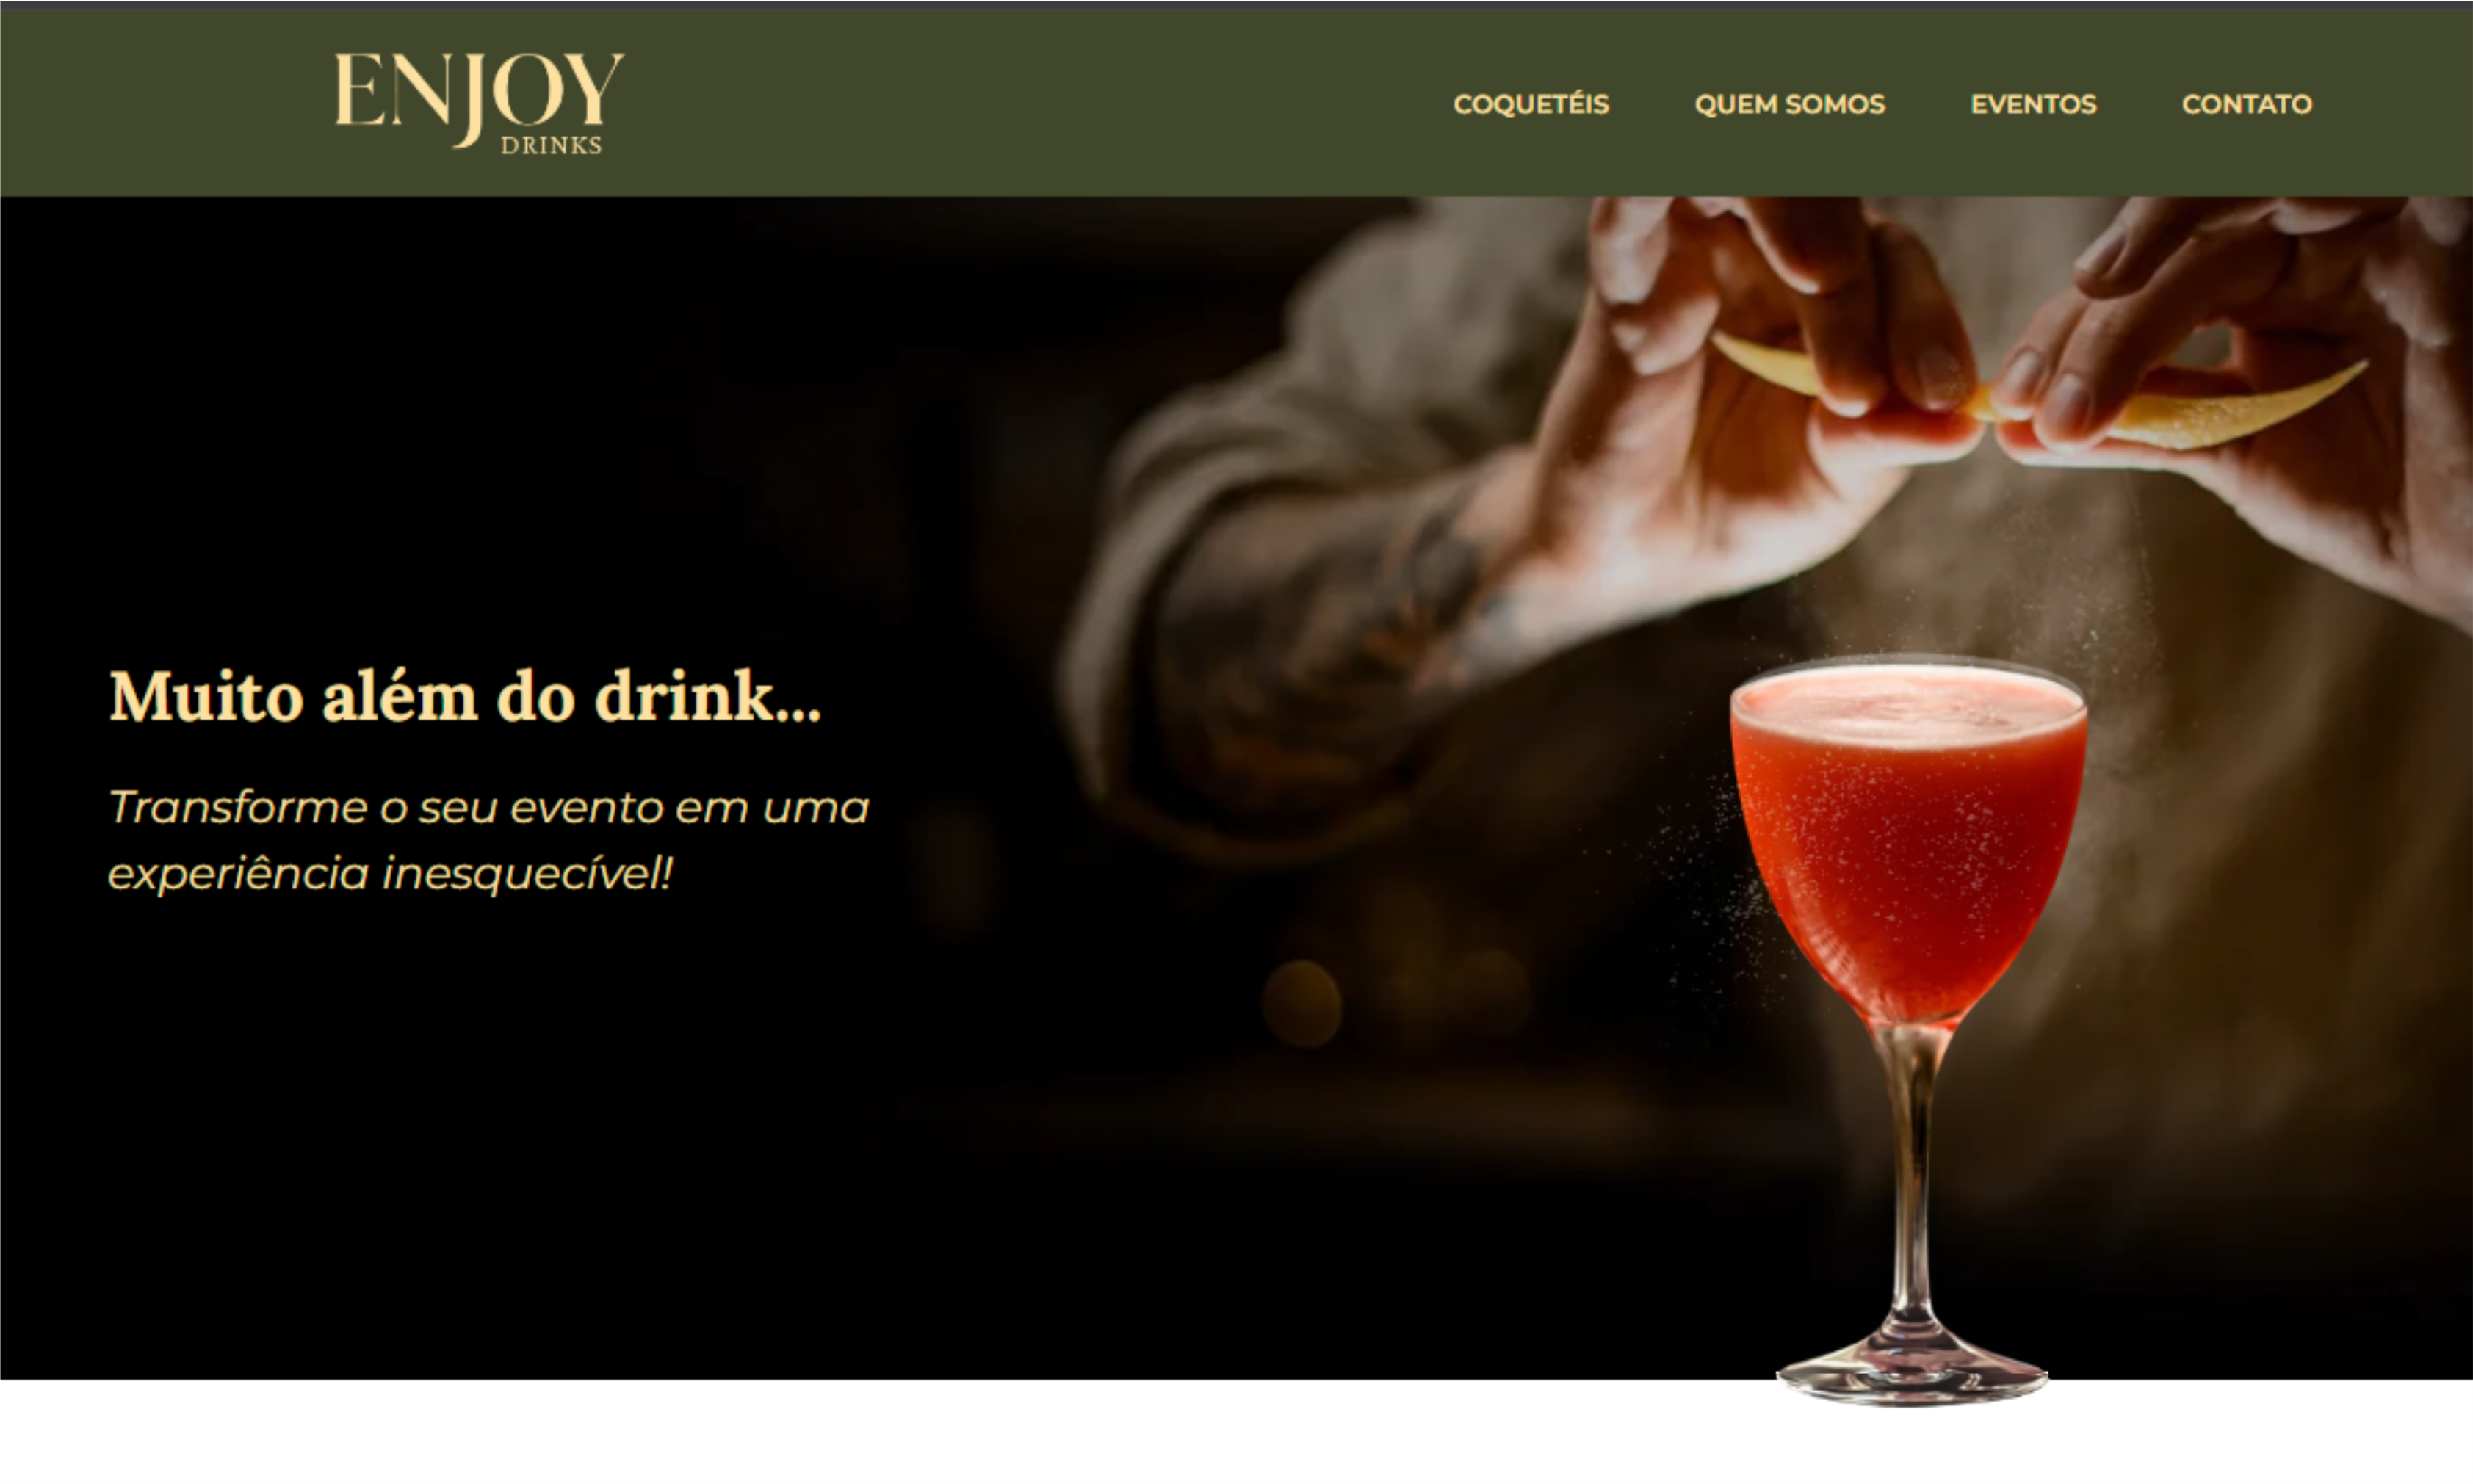 ENJOY
DRINKS
COQUETÉIS QUEM SOMOS EVENTOS CONTATO
Muito além do drink...
Transforme o seu evento em uma
experiência inesquecível!